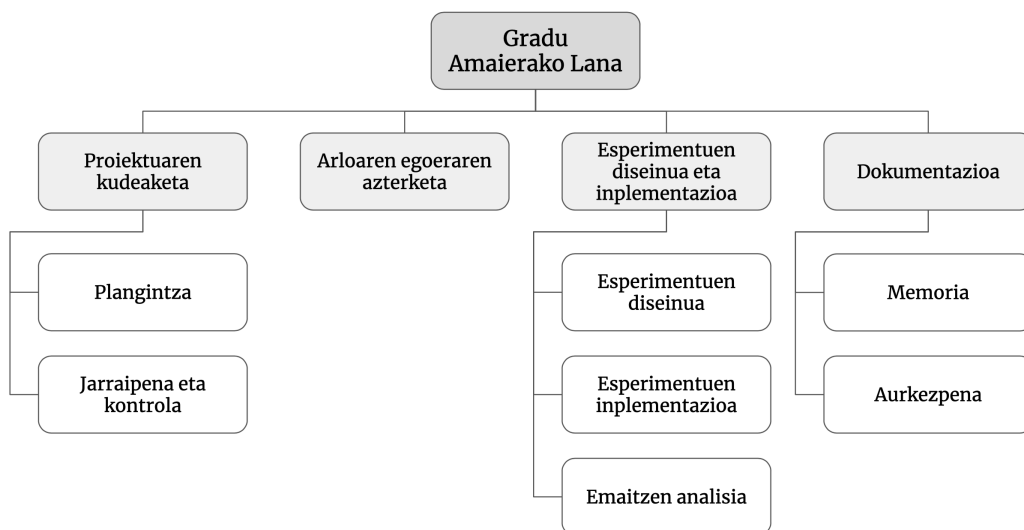 Gradu
Amaierako Lana
Proiektuaren
kudeaketa
Arloaren egoeraren
azterketa
Esperimentuen
diseinua eta
inplementazioa
Dokumentazioa
Plangintza
Jarraipena eta
kontrola
Esperimentuen
diseinua
Esperimentuen
inplementazioa
Emaitzen analisia
Memoria
Aurkezpena